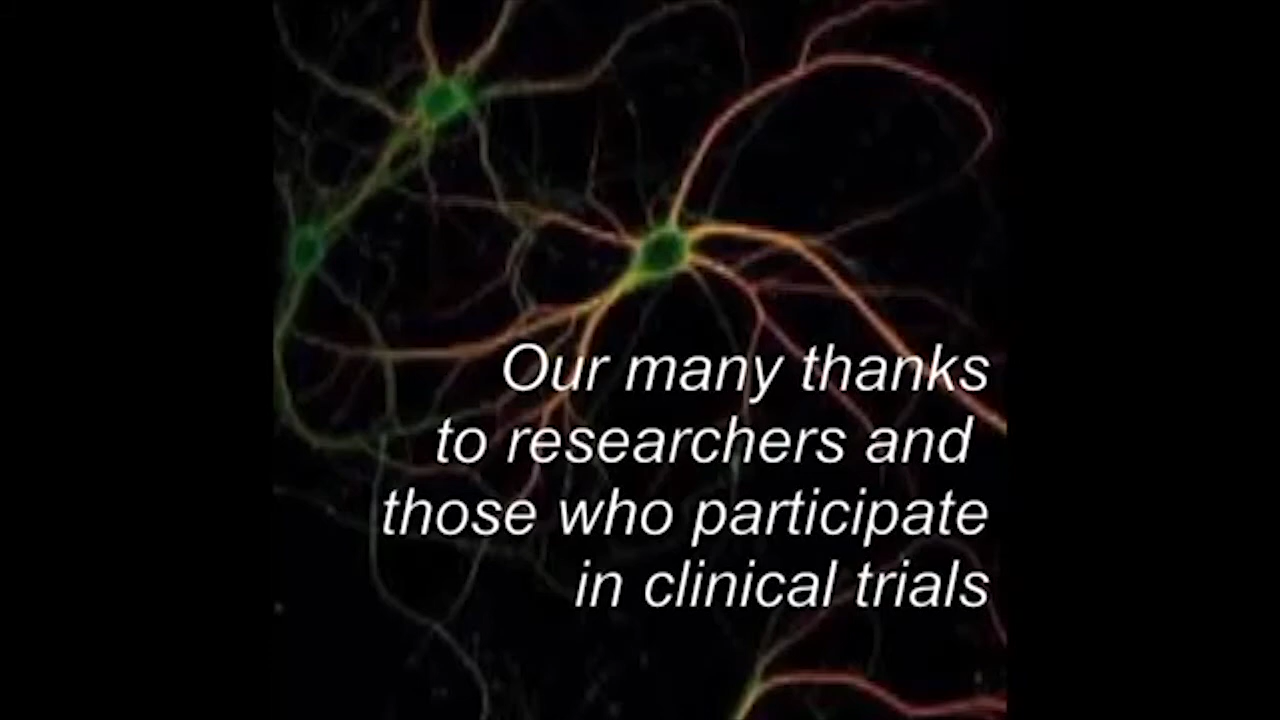 Our many thanks
to researchers and
those who participate
in clinical trials